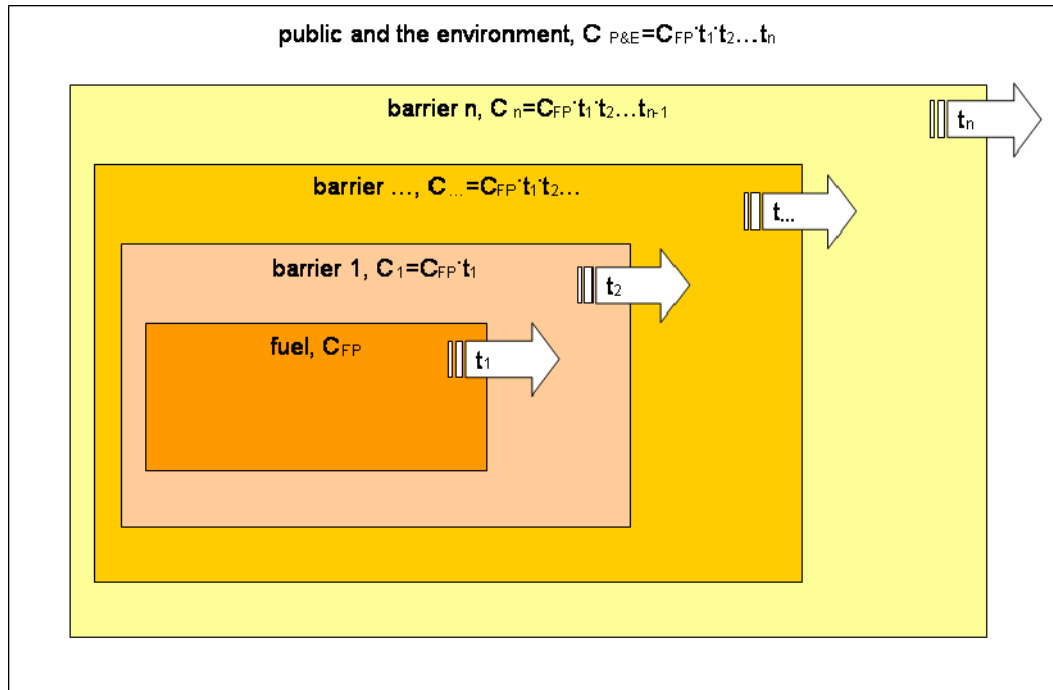 public and the environment, C P&E=CFP·t1·t2…tn
barrier n, C n=CFP·t1·t2…tn-1
tn
barrier …, C …=CFP·t1·t2…
t...
barrier 1, C 1=CFP·t1
t2
fuel, CFP
t1